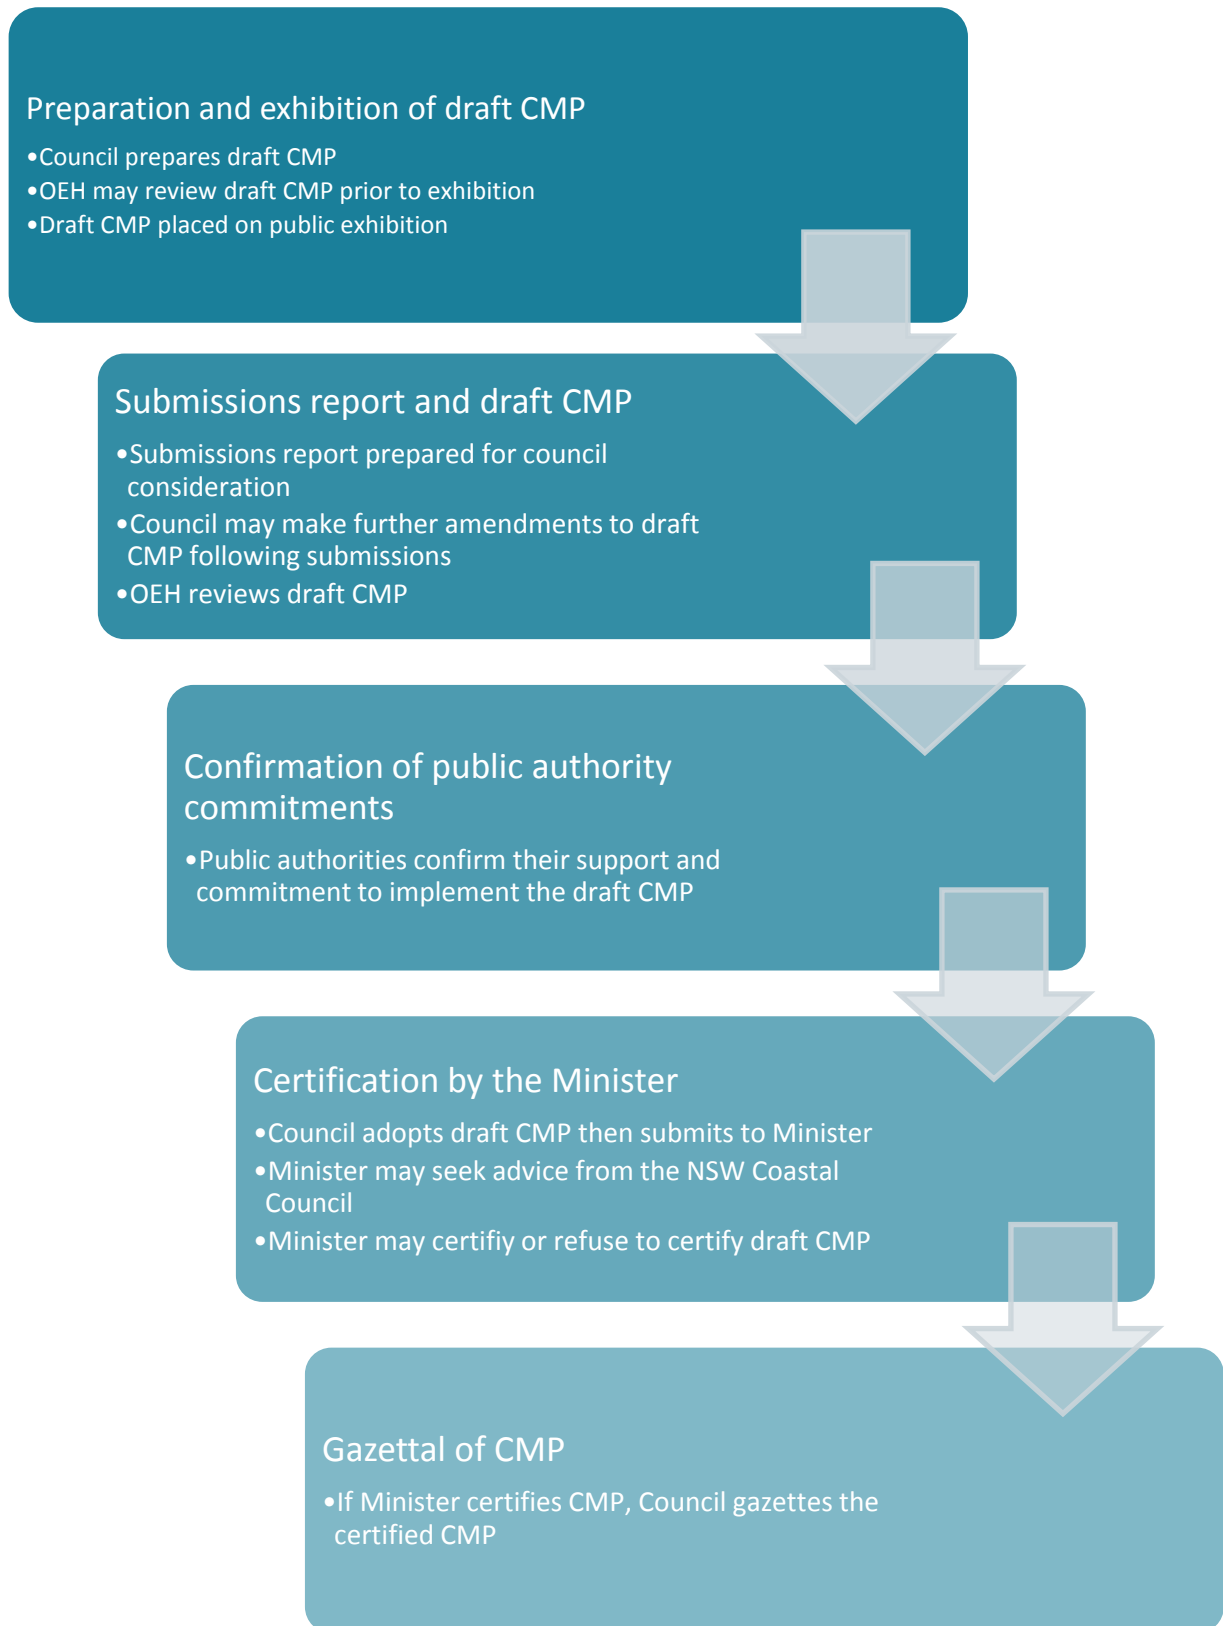 Preparation and exhibition of draft CMP
•Council prepares draft CMP
•OEH may review draft CMP prior to exhibition
•Draft CMP placed on public exhibition
Submissions report and draft CMP
•Submissions report prepared for council
consideration
•Council may make further amendments to draft
CMP following submissions
•OEH reviews draft CMP
Confirmation of public authority
commitments
•Public authorities confirm their support and
commitment to implement the draft CMP
Certification by the Minister
•Council adopts draft CMP then submits to Minister
•Minister may seek advice from the NSW Coastal
Council
•Minister may certifiy or refuse to certify draft CMP
Gazettal of CMP
•If Minister certifies CMP, Council gazettes the
certified CMP